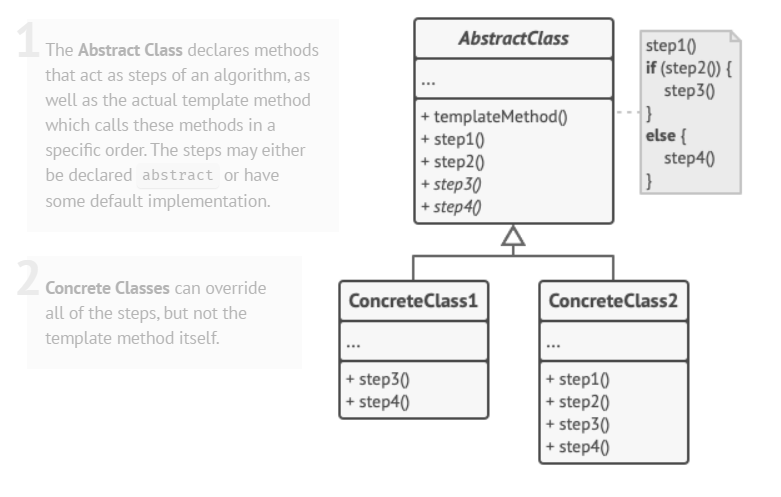 1
The Abstract Class declares methods
that act as steps of an algorithm, as
well as the actual template method
which calls these methods in a
specific order. The steps may either
be declared abstract or have
some default implementation.
2
Concrete Classes can override
all of the steps, but not the
template method itself.
AbstractClass
...
+ templateMethod()
+ step1()
+ step2()
+ step3()
+ step4()
step1()
if (step2()) {
step3()
}
else {
step4()
}
ConcreteClass1
...
+ step3()
+ step4()
ConcreteClass2
...
+ step1()
+ step2()
+ step3()
+ step4()